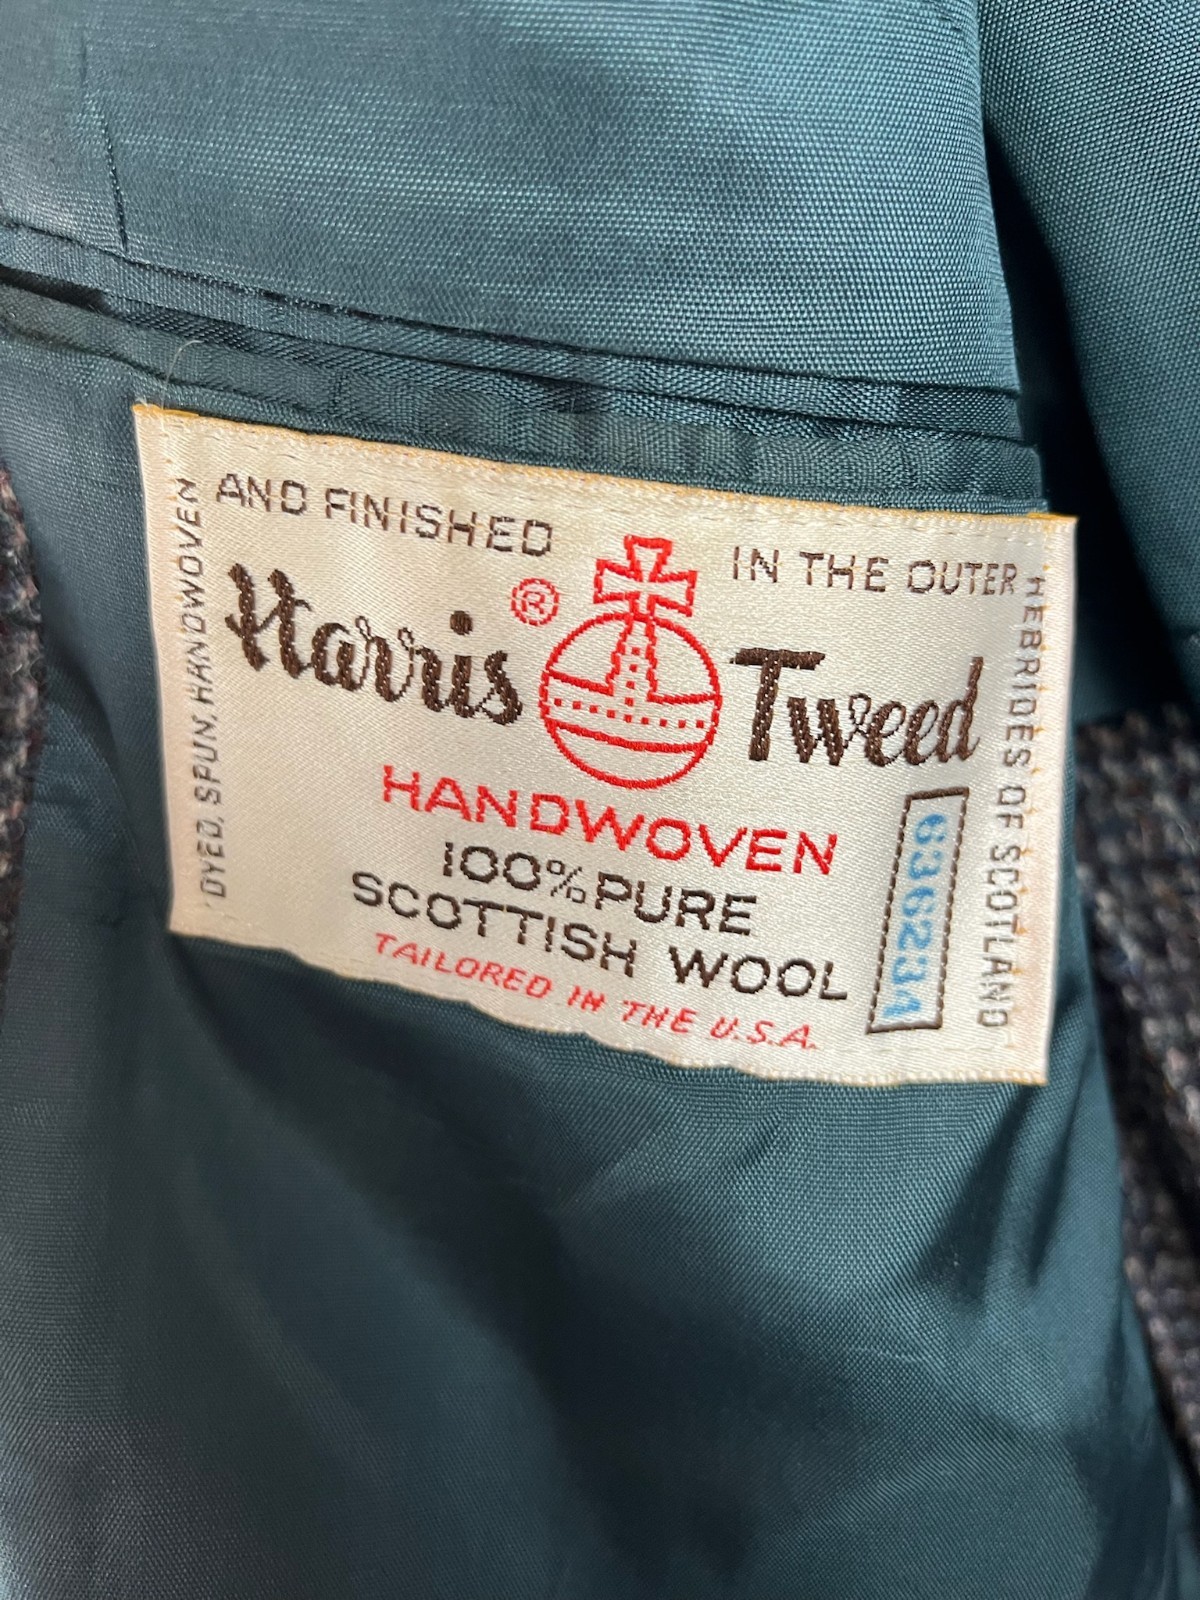 DYED, SPUN, HANDWOVEN
AND FINISHED
IN THE OUTER
HEBRIDES OF SCOTLAND
Harris ® Tweed
HANDWOVEN
100% PURE
SCOTTISH WOOL
TAILORED IN THE U.S.A.
6366234